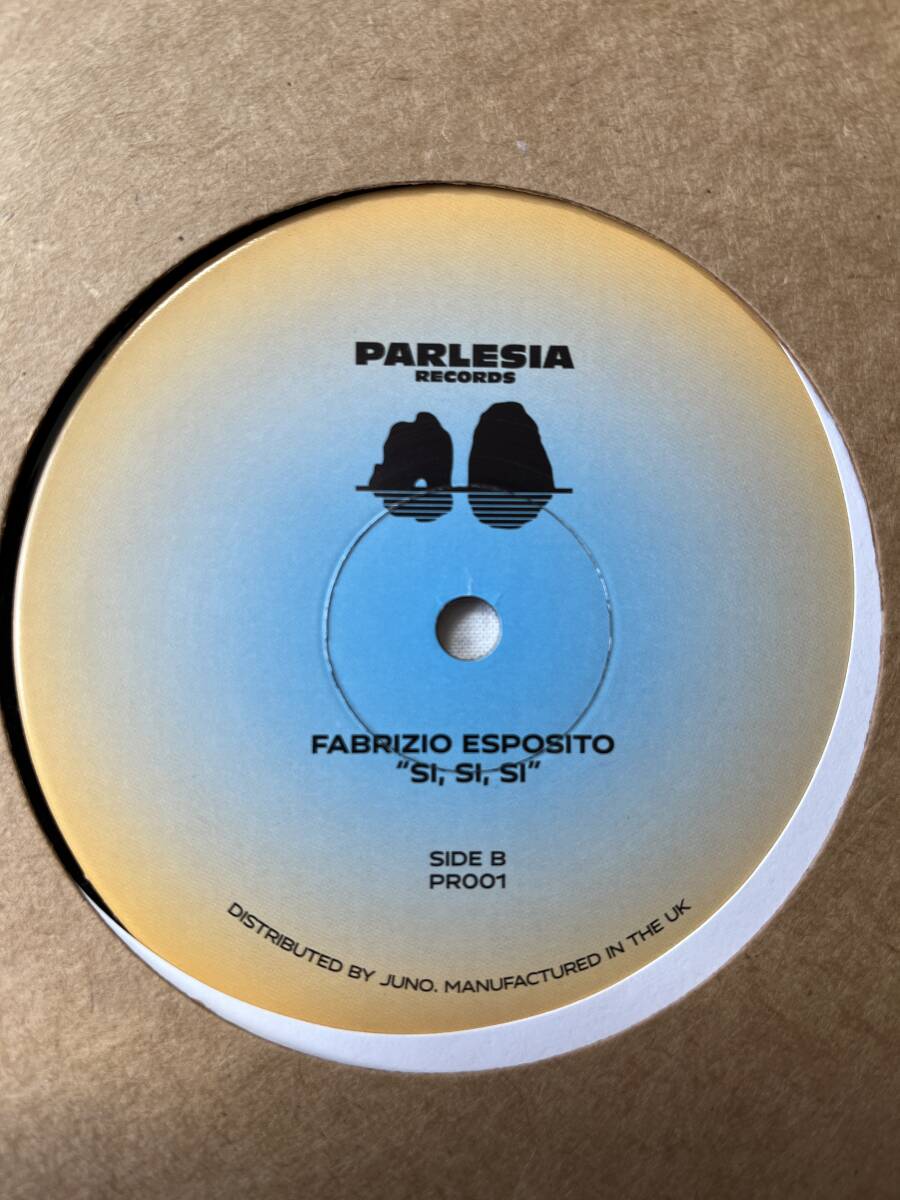 PARLESIA
RECORDS
FABRIZIO ESPOSITO
"SI, SI, SI"
SIDE B
PR001
DISTRIBUTED BY JUNO. MANUFACTURED IN THE UK